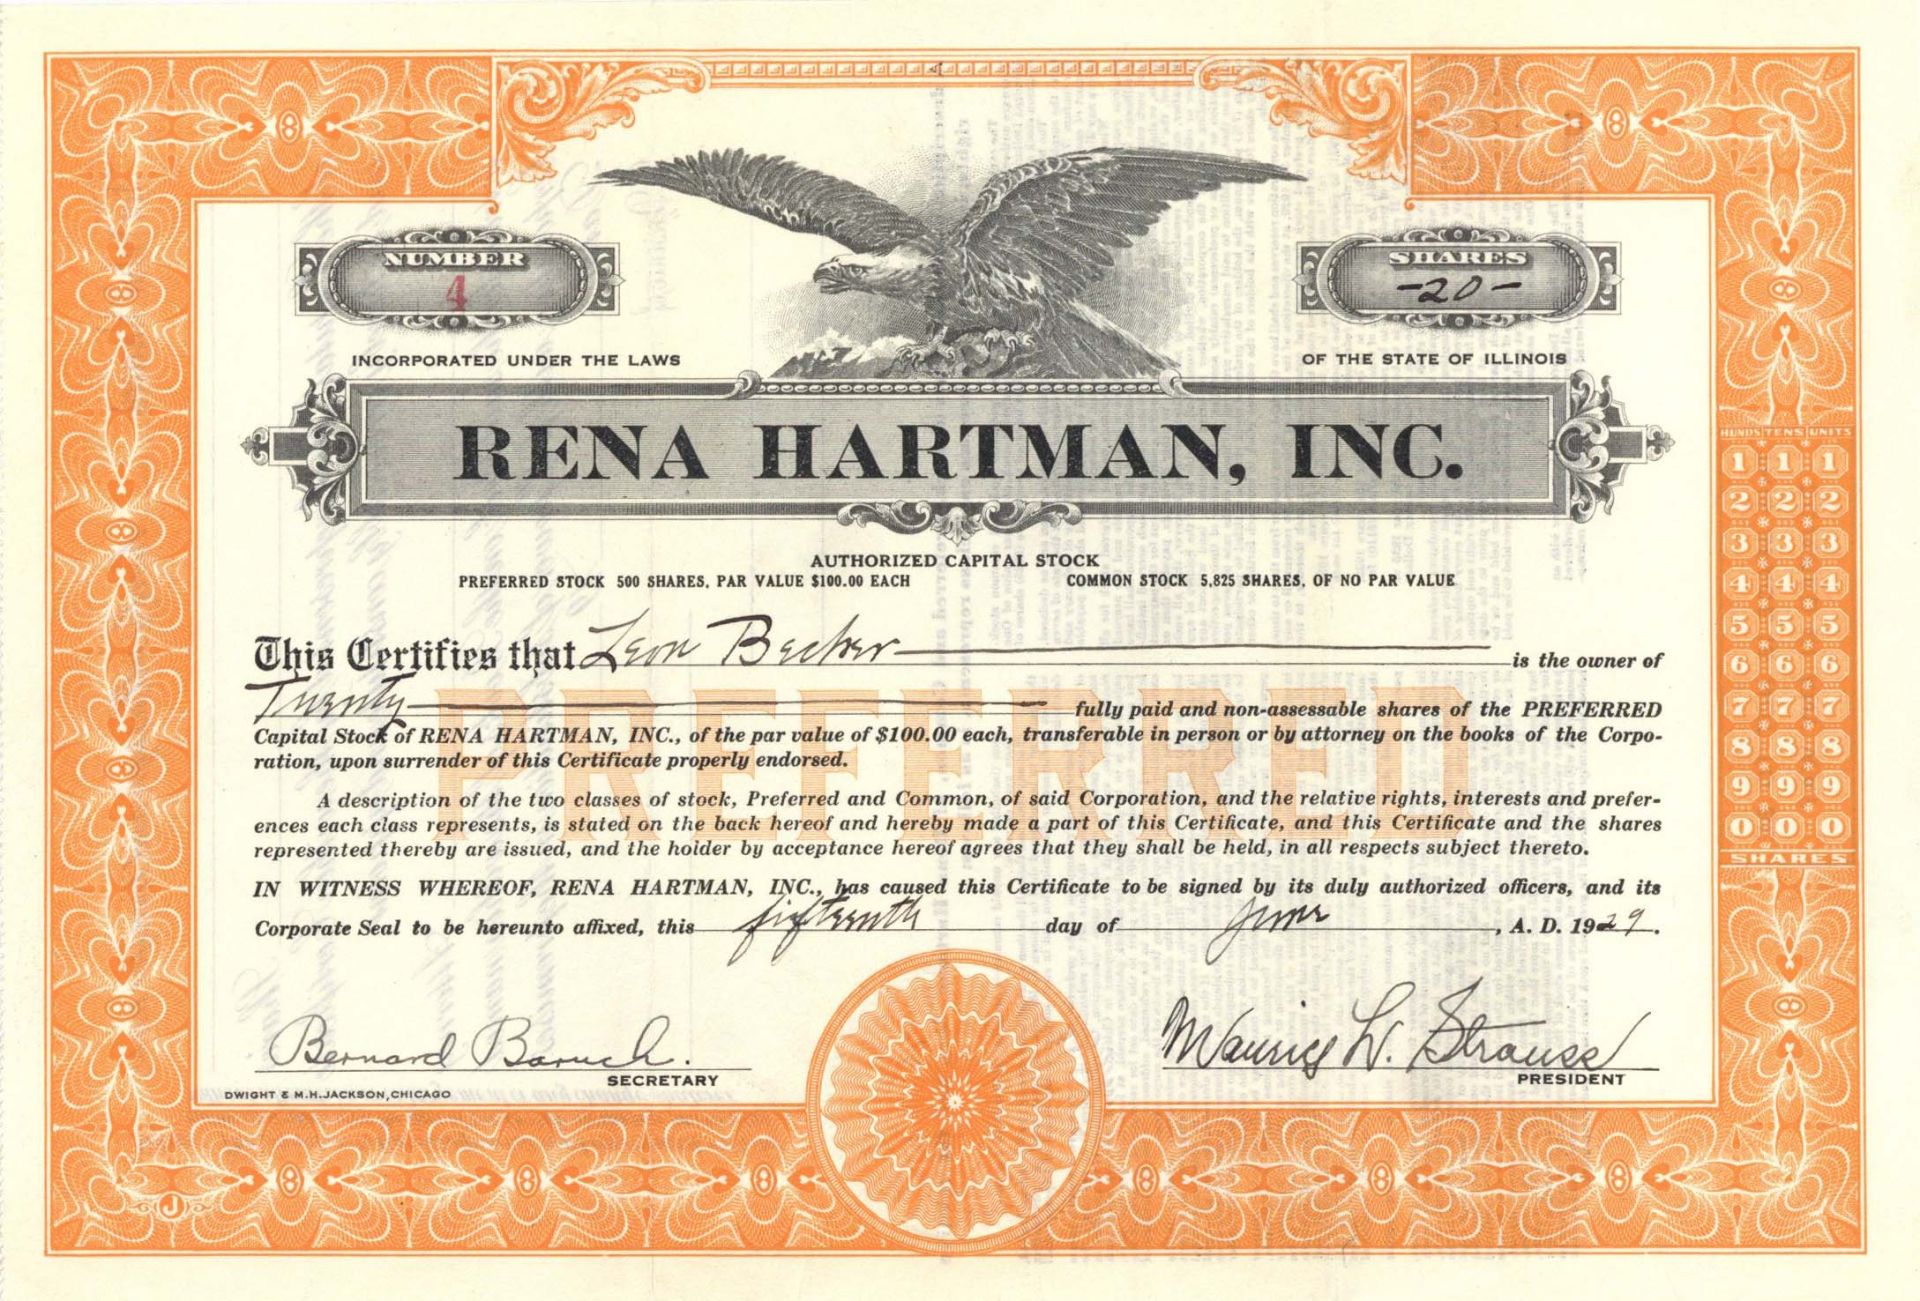 NUMBER
4
SHARES
-20-
INCORPORATED UNDER THE LAWS
OF THE STATE OF ILLINOIS
RENA HARTMAN, INC.
AUTHORIZED CAPITAL STOCK
PREFERRED STOCK 500 SHARES, PAR VALUE $100.00 EACH
COMMON STOCK 5,825 SHARES, OF NO PAR VALUE
This Certifies that Leon Becker is the owner of
Twenty fully paid and non-assessable shares of the PREFERRED
Capital Stock of RENA HARTMAN, INC., of the par value of $100.00 each, transferable in person or by attorney on the books of the Corpo-
ration, upon surrender of this Certificate properly endorsed.
PREFERRED
A description of the two classes of stock, Preferred and Common, of said Corporation, and the relative rights, interests and prefer-
ences each class represents, is stated on the back hereof and hereby made a part of this Certificate, and this Certificate and the shares
represented thereby are issued, and the holder by acceptance hereof agrees that they shall be held, in all respects subject thereto.
IN WITNESS WHEREOF, RENA HARTMAN, INC., has caused this Certificate to be signed by its duly authorized officers, and its
Corporate Seal to be hereunto affixed, this fifteenth day of June, A. D. 1929.
Bernard Baruch.
SECRETARY
Maurice L. Strauss
PRESIDENT
DWIGHT & M.H. JACKSON, CHICAGO
J
HUNDS TENS UNITS
1 1 1
2 2 2
3 3 3
4 4 4
5 5 5
6 6 6
7 7 7
8 8 8
9 9 9
0 0 0
SHARES